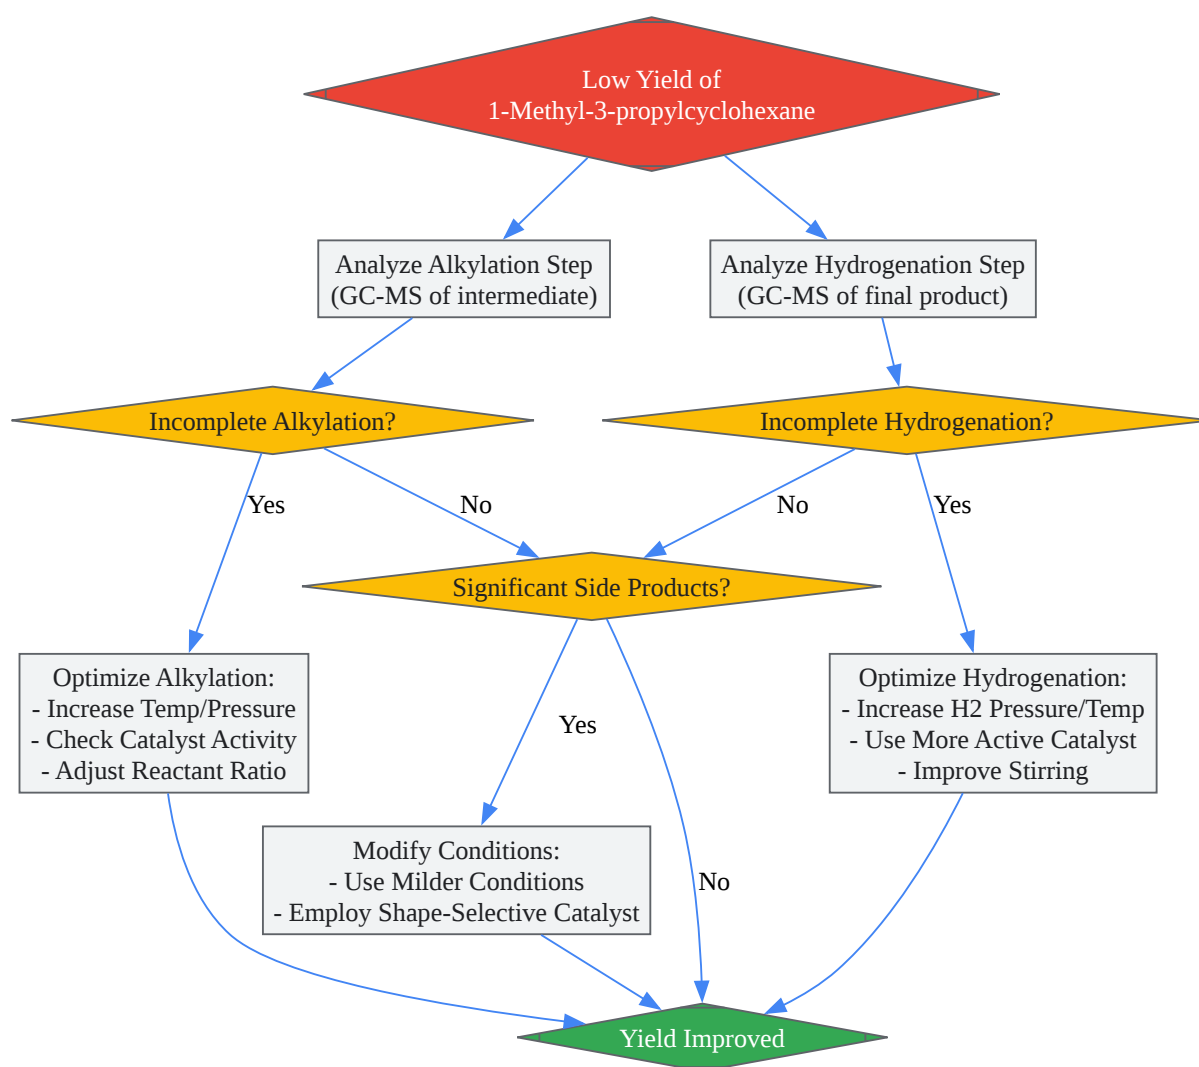 Low Yield of
1-Methyl-3-propylcyclohexane
Analyze Alkylation Step
(GC-MS of intermediate)
Analyze Hydrogenation Step
(GC-MS of final product)
Incomplete Alkylation?
Incomplete Hydrogenation?
Yes
No
No
Yes
Significant Side Products?
Optimize Alkylation:
- Increase Temp/Pressure
- Check Catalyst Activity
- Adjust Reactant Ratio
Optimize Hydrogenation:
- Increase H2 Pressure/Temp
- Use More Active Catalyst
- Improve Stirring
Yes
No
Modify Conditions:
- Use Milder Conditions
- Employ Shape-Selective Catalyst
Yield Improved